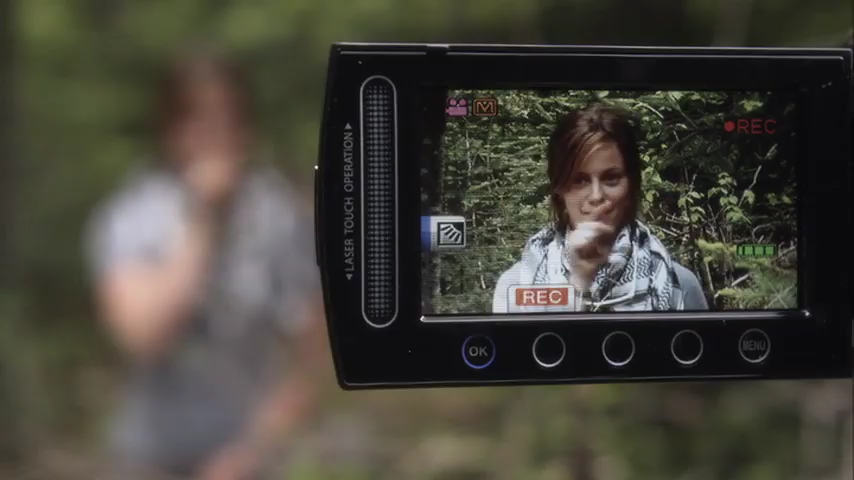 M
REC
LASER TOUCH OPERATION
REC
OK
MENU